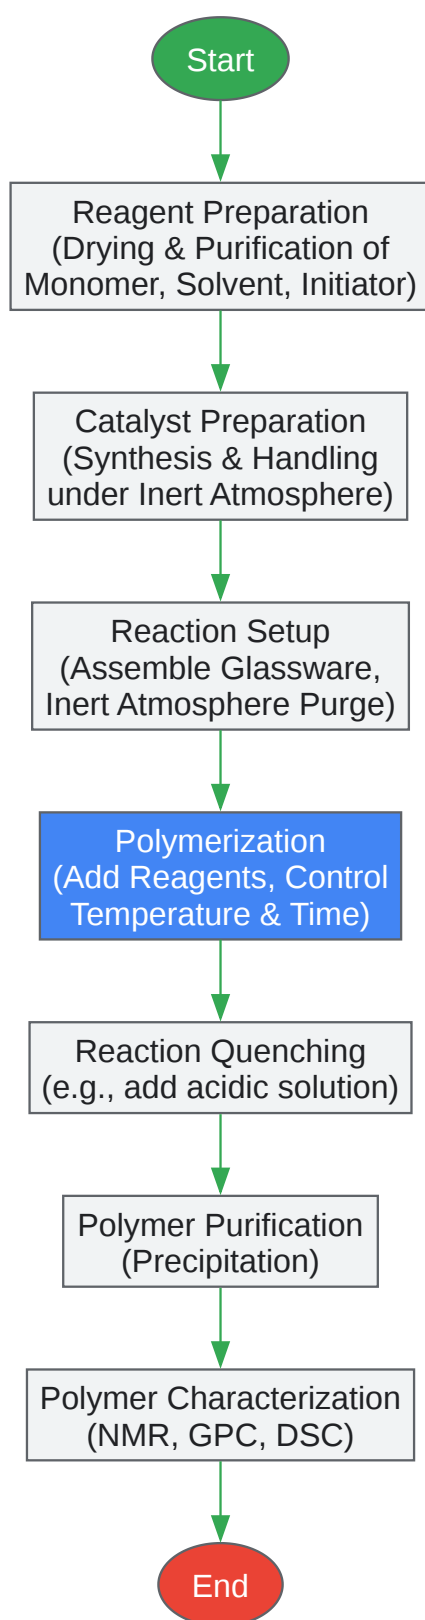 Start
Reagent Preparation
(Drying & Purification of
Monomer, Solvent, Initiator)
Catalyst Preparation
(Synthesis & Handling
under Inert Atmosphere)
Reaction Setup
(Assemble Glassware,
Inert Atmosphere Purge)
Polymerization
(Add Reagents, Control
Temperature & Time)
Reaction Quenching
(e.g., add acidic solution)
Polymer Purification
(Precipitation)
Polymer Characterization
(NMR, GPC, DSC)
End